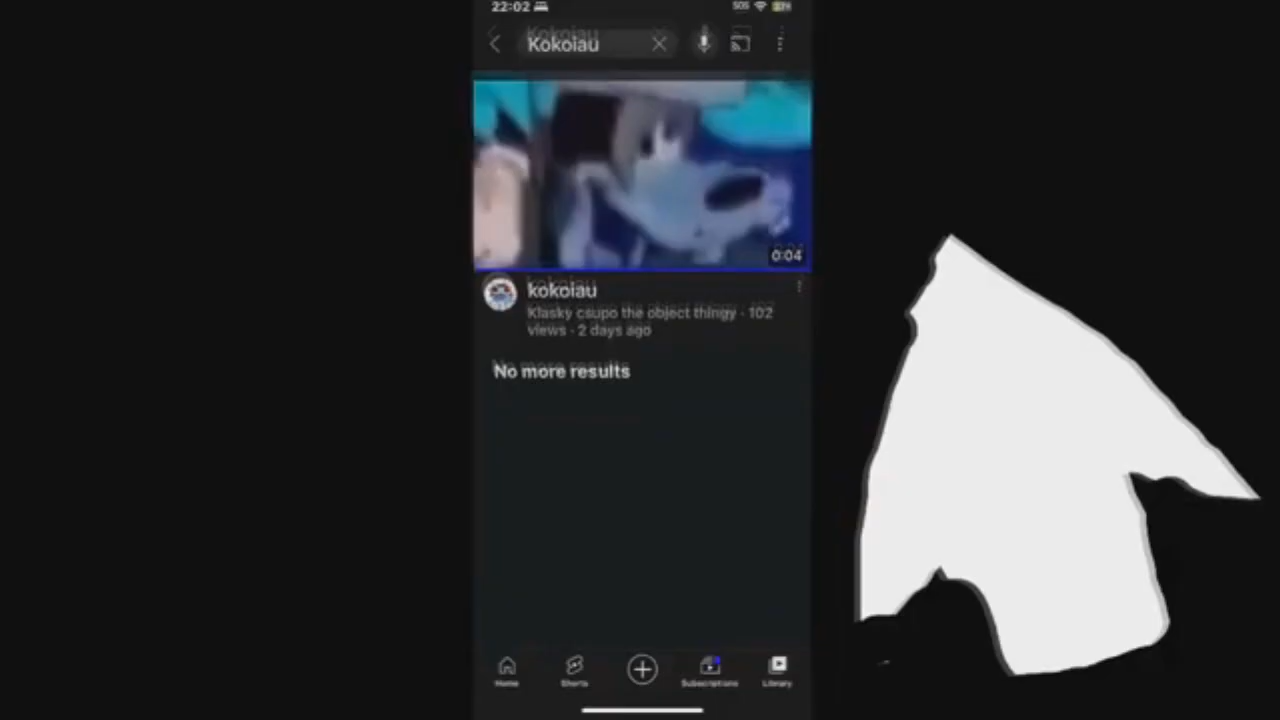 22:02
SOS
Kokoiau
0:04
kokoiau
Klasky csupo the object thingy · 102
views · 2 days ago
No more results
Home
Shorts
Subscriptions
Library